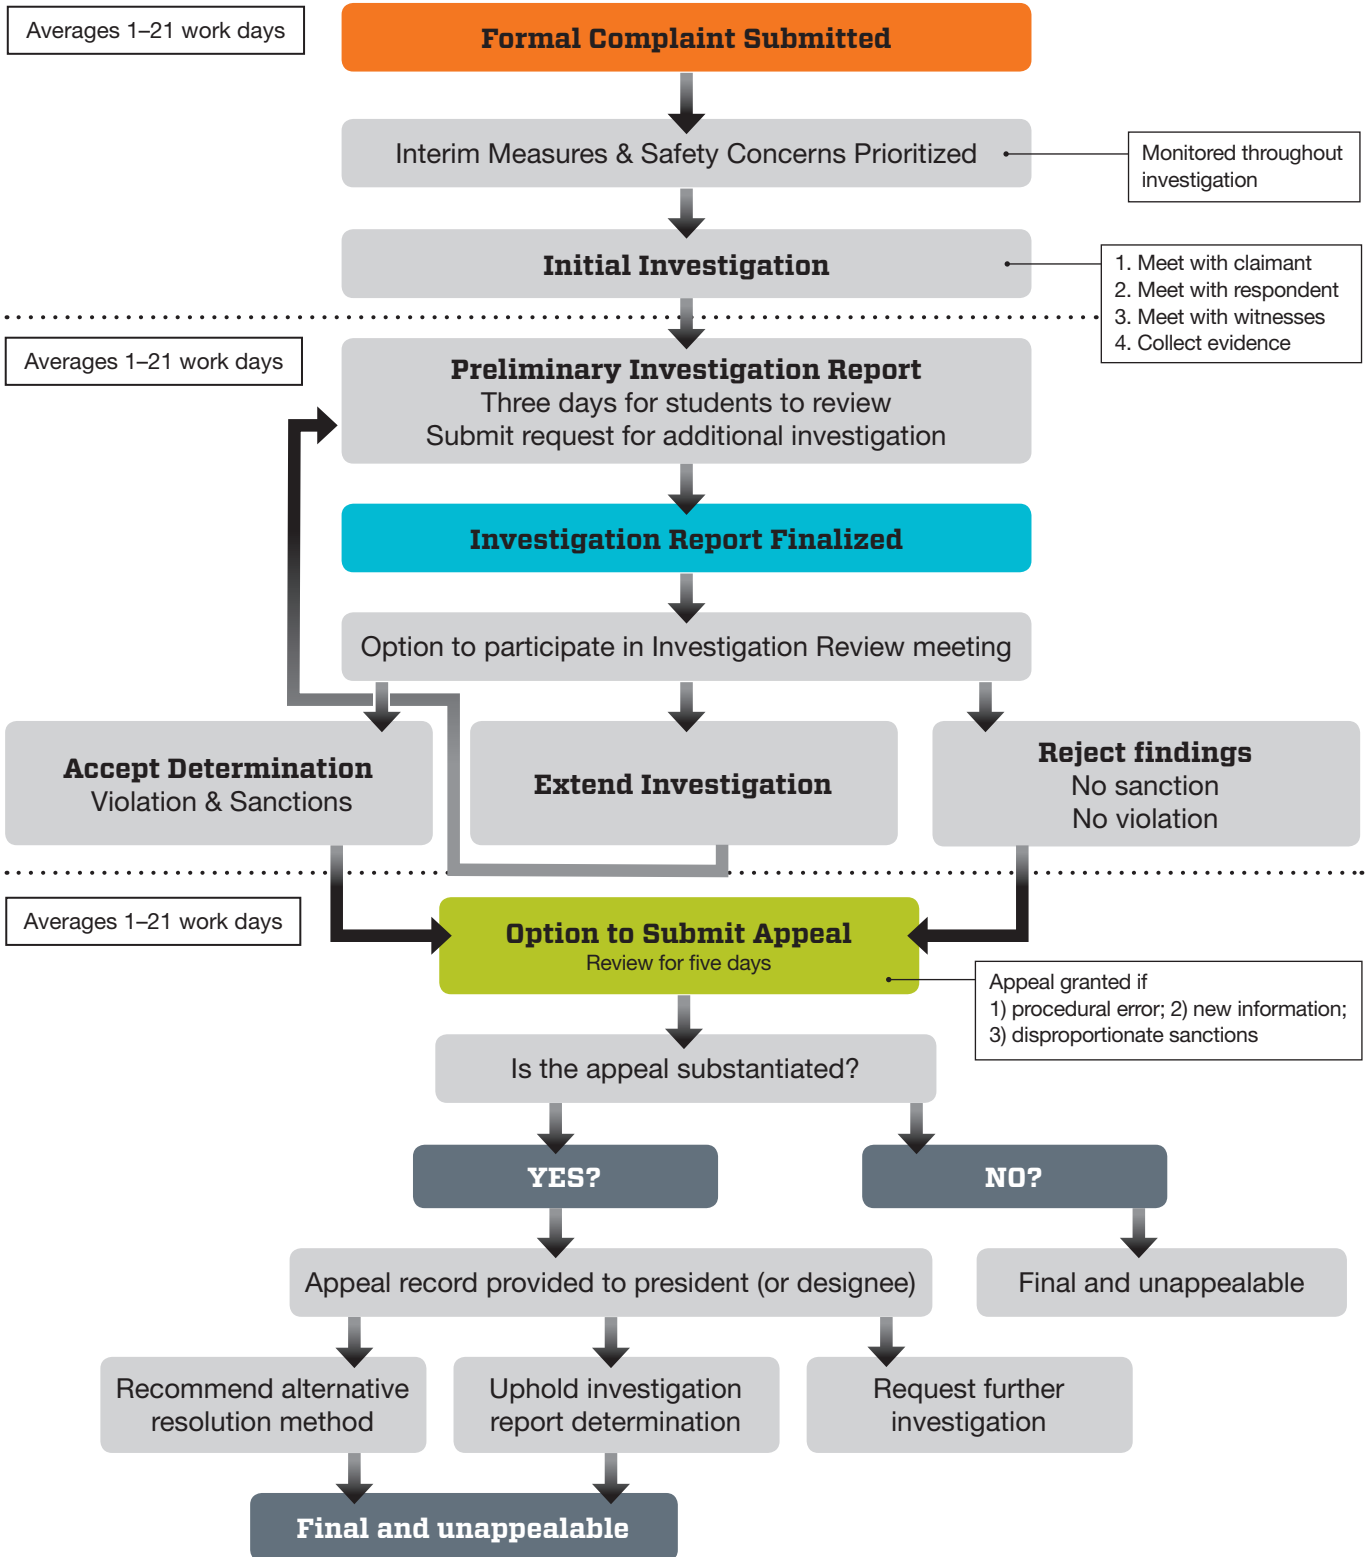 Averages 1–21 work days
Formal Complaint Submitted
Interim Measures & Safety Concerns Prioritized
Monitored throughout
investigation
Initial Investigation
1. Meet with claimant
2. Meet with respondent
3. Meet with witnesses
4. Collect evidence
Averages 1–21 work days
Preliminary Investigation Report
Three days for students to review
Submit request for additional investigation
Investigation Report Finalized
Option to participate in Investigation Review meeting
Accept Determination
Violation & Sanctions
Extend Investigation
Reject findings
No sanction
No violation
Averages 1–21 work days
Option to Submit Appeal
Review for five days
Appeal granted if
1) procedural error; 2) new information;
3) disproportionate sanctions
Is the appeal substantiated?
YES?
NO?
Appeal record provided to president (or designee)
Final and unappealable
Recommend alternative
resolution method
Uphold investigation
report determination
Request further
investigation
Final and unappealable